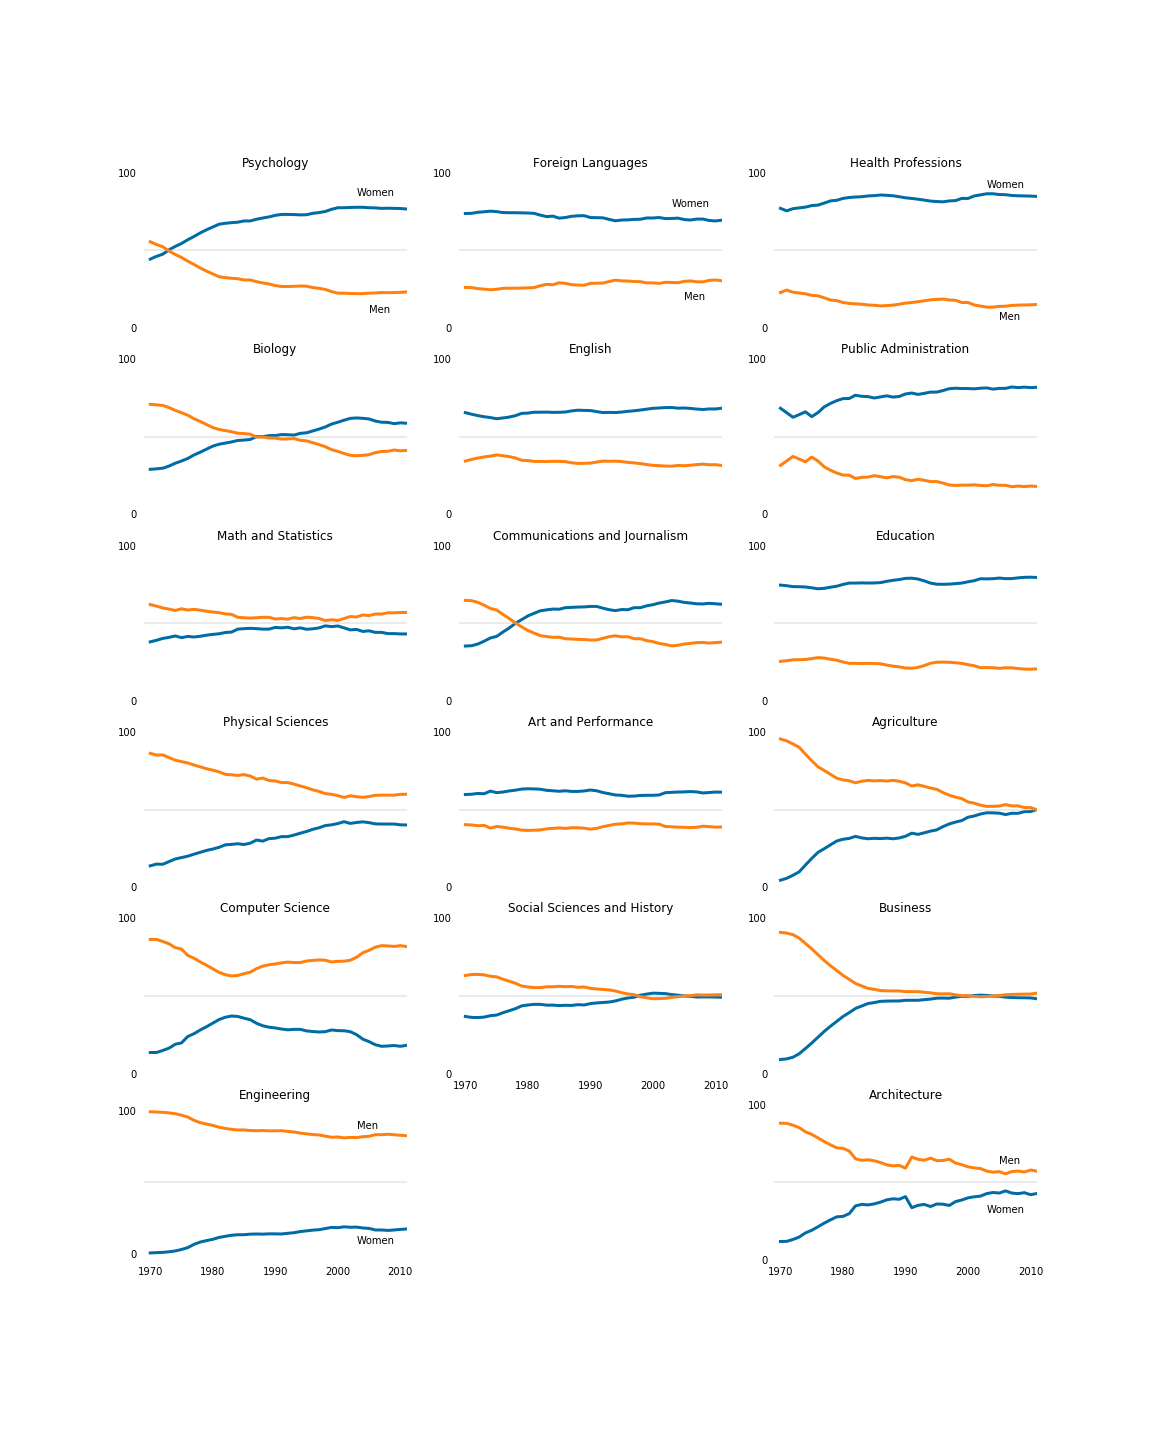 Psychology
Foreign Languages
Health Professions
100
100
100
Women
Women
Women
Men
Men
Men
0
0
0
Biology
English
Public Administration
100
100
100
0
0
0
Math and Statistics
Communications and Journalism
Education
100
100
100
0
0
0
Physical Sciences
Art and Performance
Agriculture
100
100
100
0
0
0
Computer Science
Social Sciences and History
Business
100
100
100
0
0
0
1970 1980 1990 2000 2010
Engineering
Architecture
100
100
Men
Men
Women
Women
0
0
1970 1980 1990 2000 2010
1970 1980 1990 2000 2010